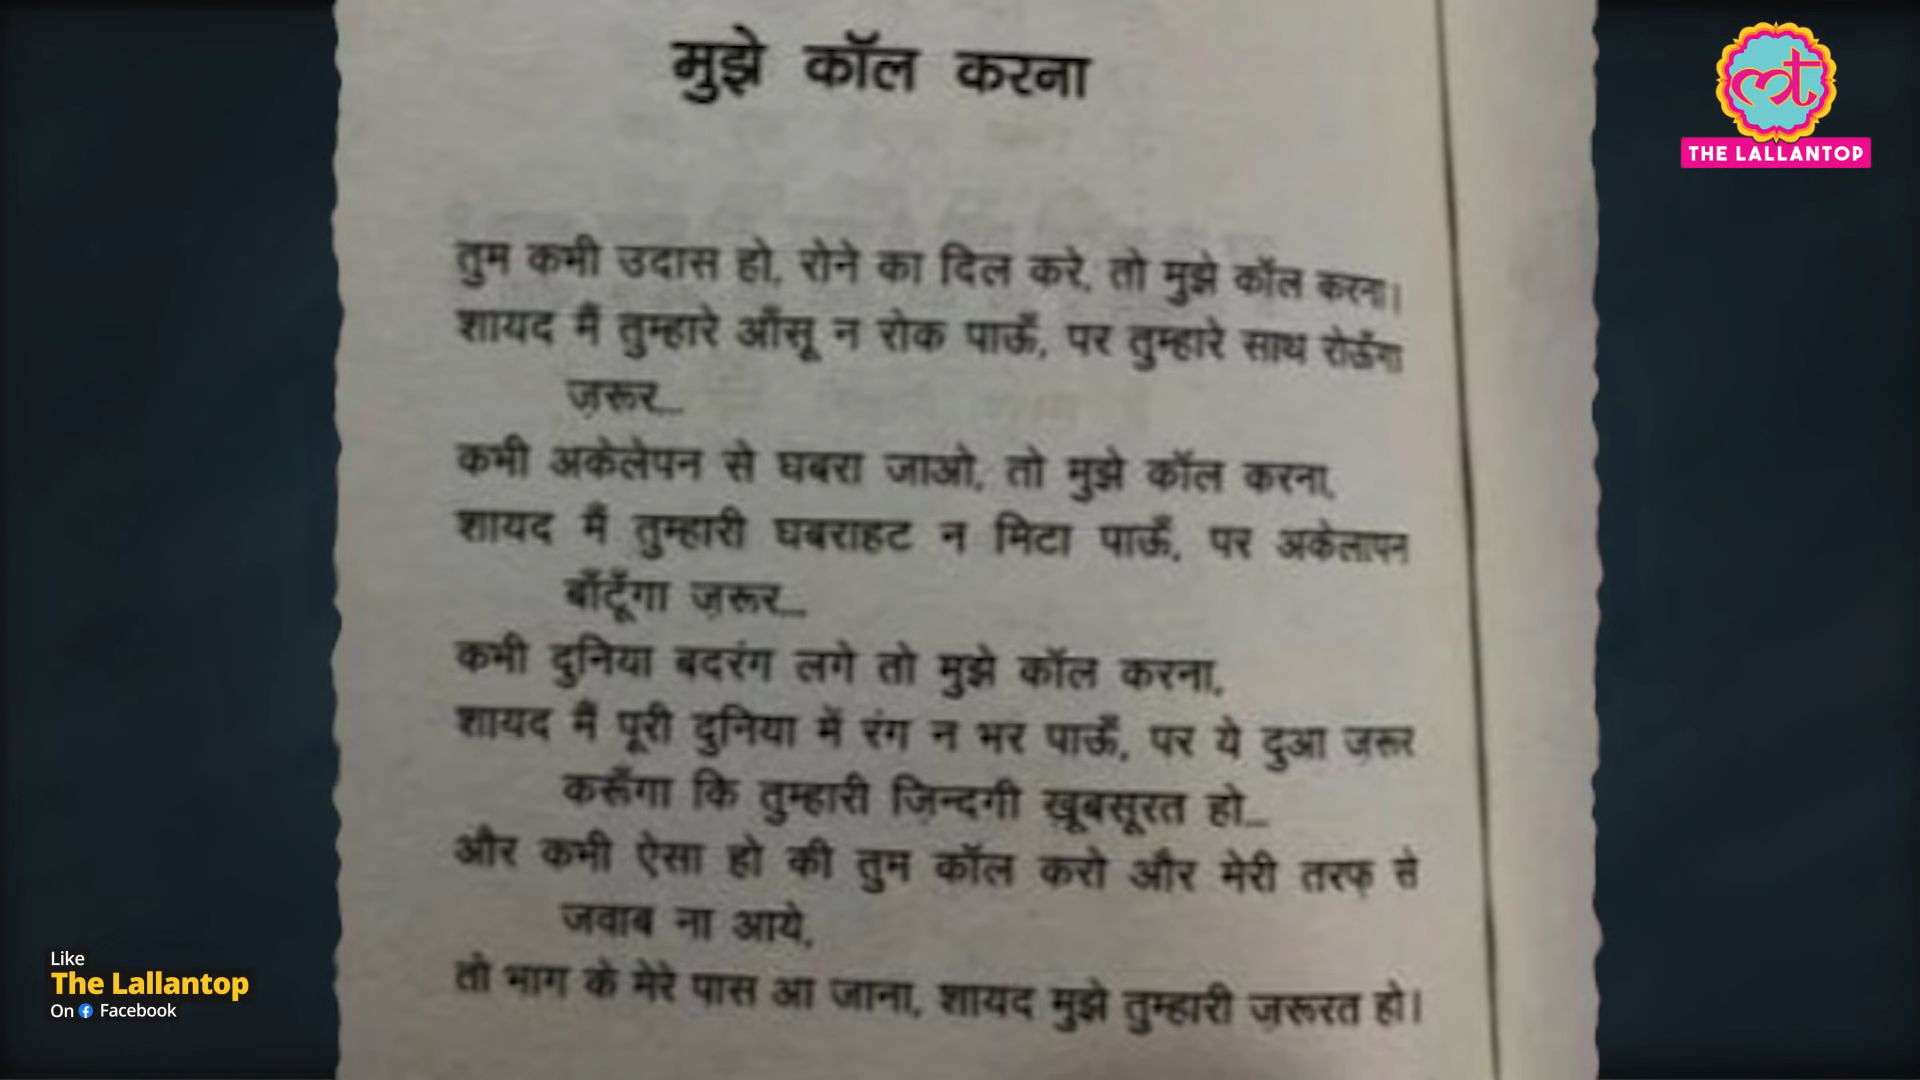 मुझे कॉल करना
तुम कभी उदास हो, रोने का दिल करे, तो मुझे कॉल करना।
शायद मैं तुम्हारे आँसू न रोक पाऊँ, पर तुम्हारे साथ रोऊँगा
ज़रूर...
कभी अकेलेपन से घबरा जाओ, तो मुझे कॉल करना,
शायद मैं तुम्हारी घबराहट न मिटा पाऊँ, पर अकेलापन
बाँटूँगा ज़रूर...
कभी दुनिया बदरंग लगे तो मुझे कॉल करना,
शायद मैं पूरी दुनिया में रंग न भर पाऊँ, पर ये दुआ ज़रूर
करूँगा कि तुम्हारी ज़िन्दगी ख़ूबसूरत हो...
और कभी ऐसा हो की तुम कॉल करो और मेरी तरफ़ से
जवाब ना आये,
तो भाग के मेरे पास आ जाना, शायद मुझे तुम्हारी ज़रूरत हो।
मत
THE LALLANTOP
Like
The Lallantop
On Facebook